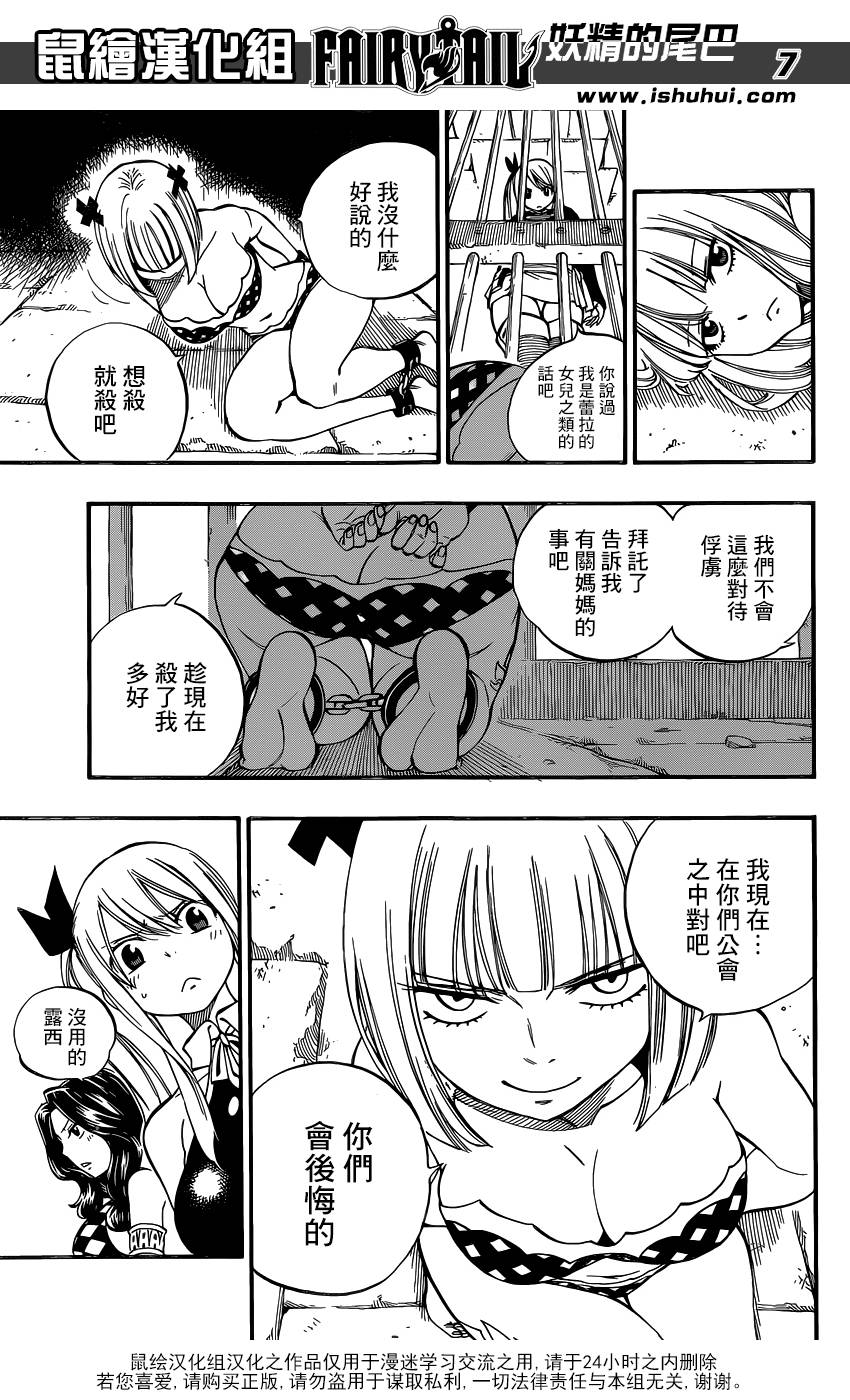 鼠繪漢化組
FAIRY TAIL
妖精的尾巴
妖精的尾巴
7
www.ishuhui.com
你說過
我是蕾拉的
女兒之類的
話吧
我沒什麼
好說的
想殺
就殺吧
我們不會
這麼對待
俘虜
拜託了
告訴我
有關媽媽的
事吧
趁現在
殺了我
多好
我現在…
在你們公會
之中對吧
你們
會後悔的
沒用的
露西
鼠绘汉化组汉化之作品仅用于漫迷学习交流之用, 请于24小时之内删除
若您喜爱, 请购买正版, 请勿盗用于谋取私利, 一切法律责任与本组无关, 谢谢。